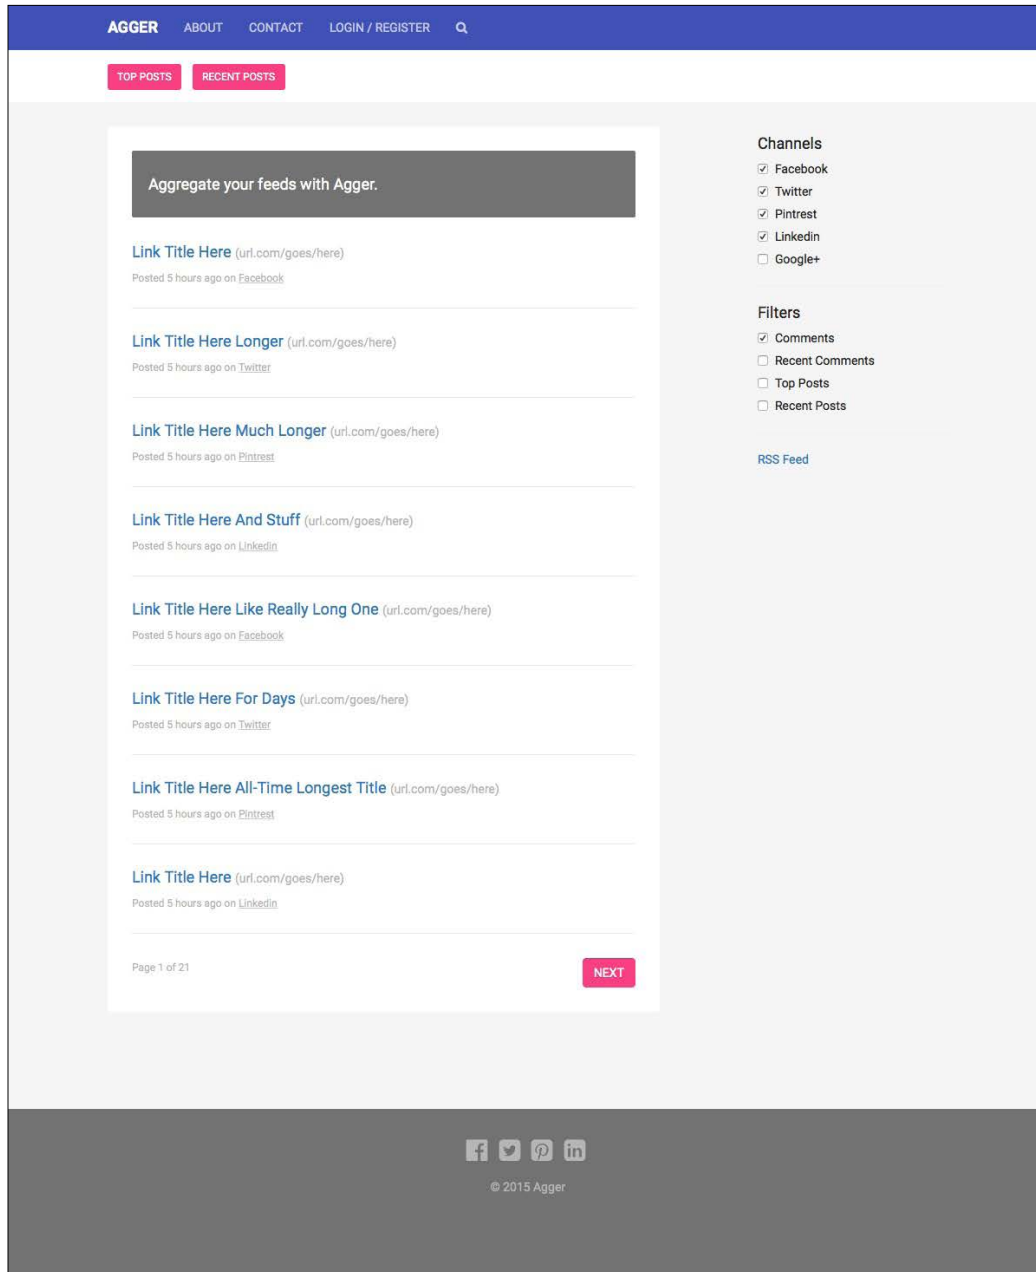 AGGER ABOUT CONTACT LOGIN / REGISTER
TOP POSTS RECENT POSTS
Aggregate your feeds with Agger.
Link Title Here (url.com/goes/here)
Posted 5 hours ago on Facebook
Link Title Here Longer (url.com/goes/here)
Posted 5 hours ago on Twitter
Link Title Here Much Longer (url.com/goes/here)
Posted 5 hours ago on Pintrest
Link Title Here And Stuff (url.com/goes/here)
Posted 5 hours ago on Linkedin
Link Title Here Like Really Long One (url.com/goes/here)
Posted 5 hours ago on Facebook
Link Title Here For Days (url.com/goes/here)
Posted 5 hours ago on Twitter
Link Title Here All-Time Longest Title (url.com/goes/here)
Posted 5 hours ago on Pintrest
Link Title Here (url.com/goes/here)
Posted 5 hours ago on Linkedin
Page 1 of 21
NEXT
Channels
Facebook
Twitter
Pintrest
Linkedin
Google+
Filters
Comments
Recent Comments
Top Posts
Recent Posts
RSS Feed
© 2015 Agger